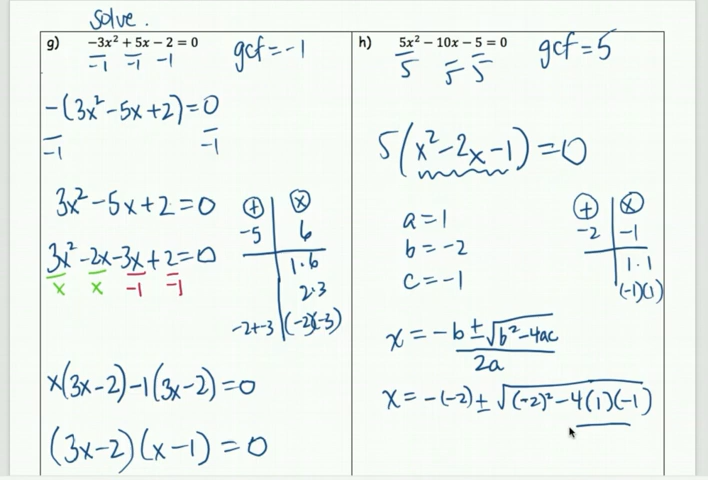 Solve.
g) −3x² + 5x − 2 = 0 gcf = -1
-1 -1 -1
-(3x² - 5x + 2) = 0
-1 -1
3x² - 5x + 2 = 0
+ | x
-5 | 6
3x² - 2x - 3x + 2 = 0
x x -1 -1
1·6
2·3
-2+-3 | (-2)(-3)
x(3x-2) - 1(3x-2) = 0
(3x-2)(x-1) = 0
h) 5x² − 10x − 5 = 0 gcf = 5
5 5 5
5(x² - 2x - 1) = 0
a = 1
b = -2
c = -1
+ | x
-2 | -1
1·1
(-1)(1)
x = -b ± √b² - 4ac
2a
x = -(-2) ± √(-2)² - 4(1)(-1)